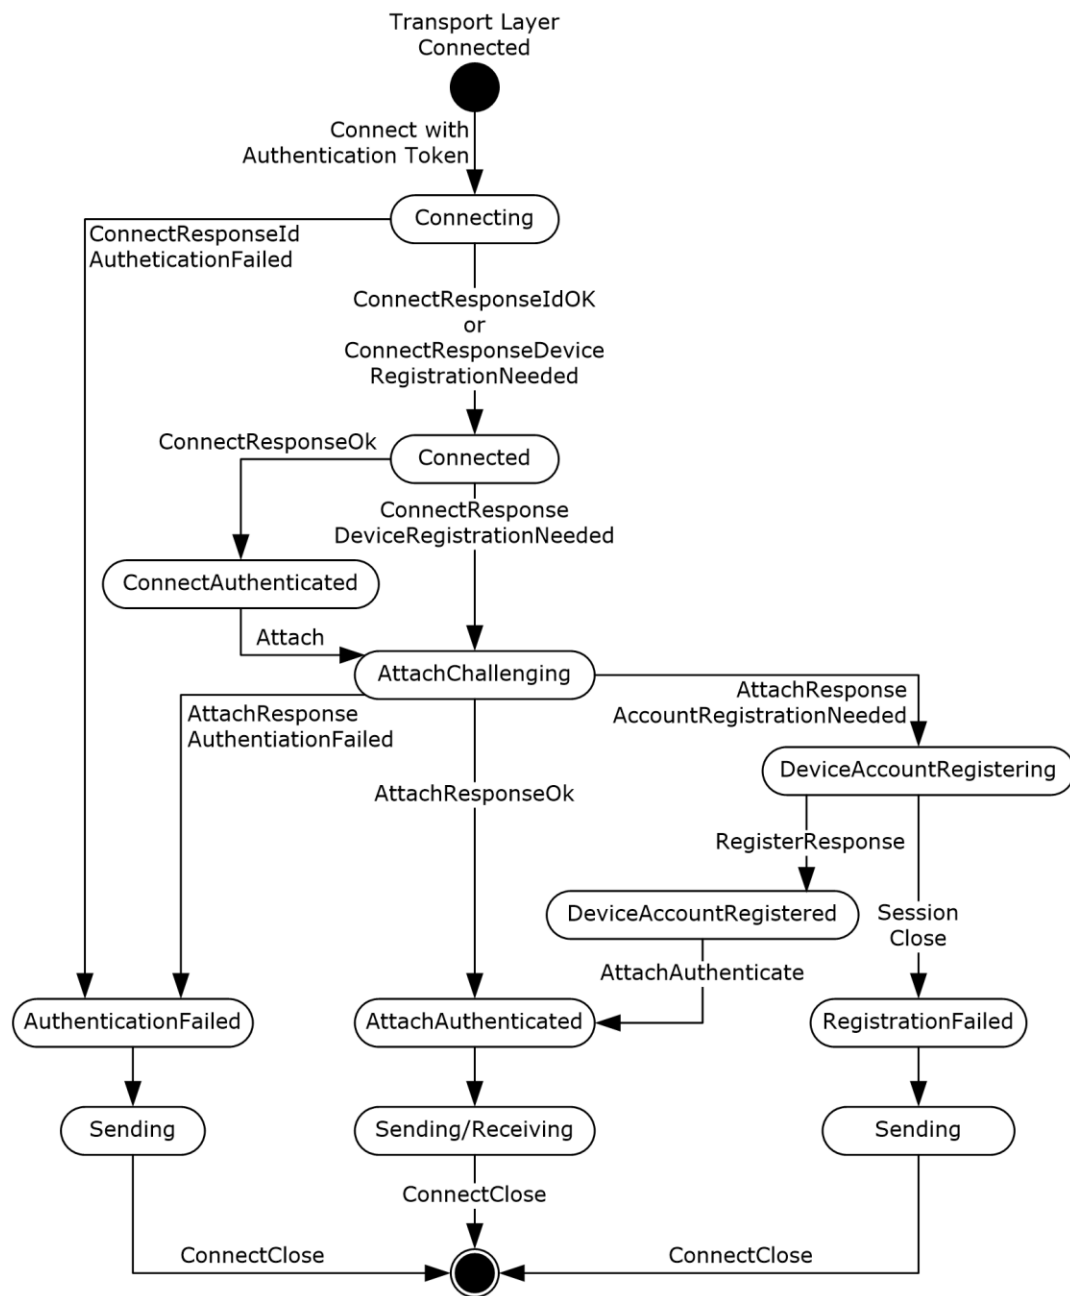 Transport Layer
Connected
Connect with
Authentication Token
Connecting
ConnectResponseId
AutheticationFailed
ConnectResponseIdOK
or
ConnectResponseDevice
RegistrationNeeded
ConnectResponseOk
Connected
ConnectResponse
DeviceRegistrationNeeded
ConnectAuthenticated
Attach
AttachChallenging
AttachResponse
AccountRegistrationNeeded
AttachResponse
AuthentiationFailed
DeviceAccountRegistering
AttachResponseOk
RegisterResponse
DeviceAccountRegistered
Session
Close
AttachAuthenticate
AuthenticationFailed
AttachAuthenticated
RegistrationFailed
Sending
Sending/Receiving
Sending
ConnectClose
ConnectClose
ConnectClose